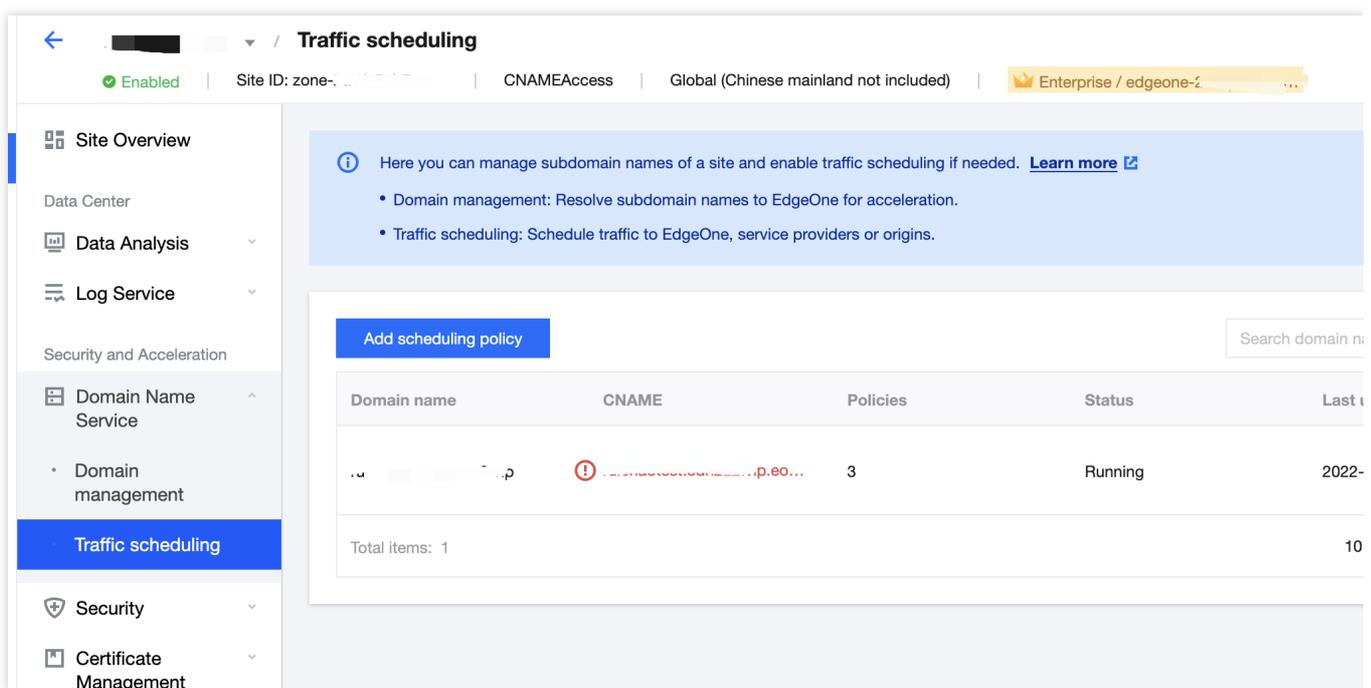 / Traffic scheduling
Enabled | Site ID: zone- | CNAMEAccess | Global (Chinese mainland not included) | Enterprise / edgeone-2
Site Overview
Data Center
Data Analysis
Log Service
Security and Acceleration
Domain Name
Service
Domain
management
Traffic scheduling
Security
Certificate
Management
Here you can manage subdomain names of a site and enable traffic scheduling if needed. Learn more
• Domain management: Resolve subdomain names to EdgeOne for acceleration.
• Traffic scheduling: Schedule traffic to EdgeOne, service providers or origins.
Add scheduling policy
Search domain na
Domain name CNAME Policies Status Last u
3 Running 2022-
Total items: 1 10